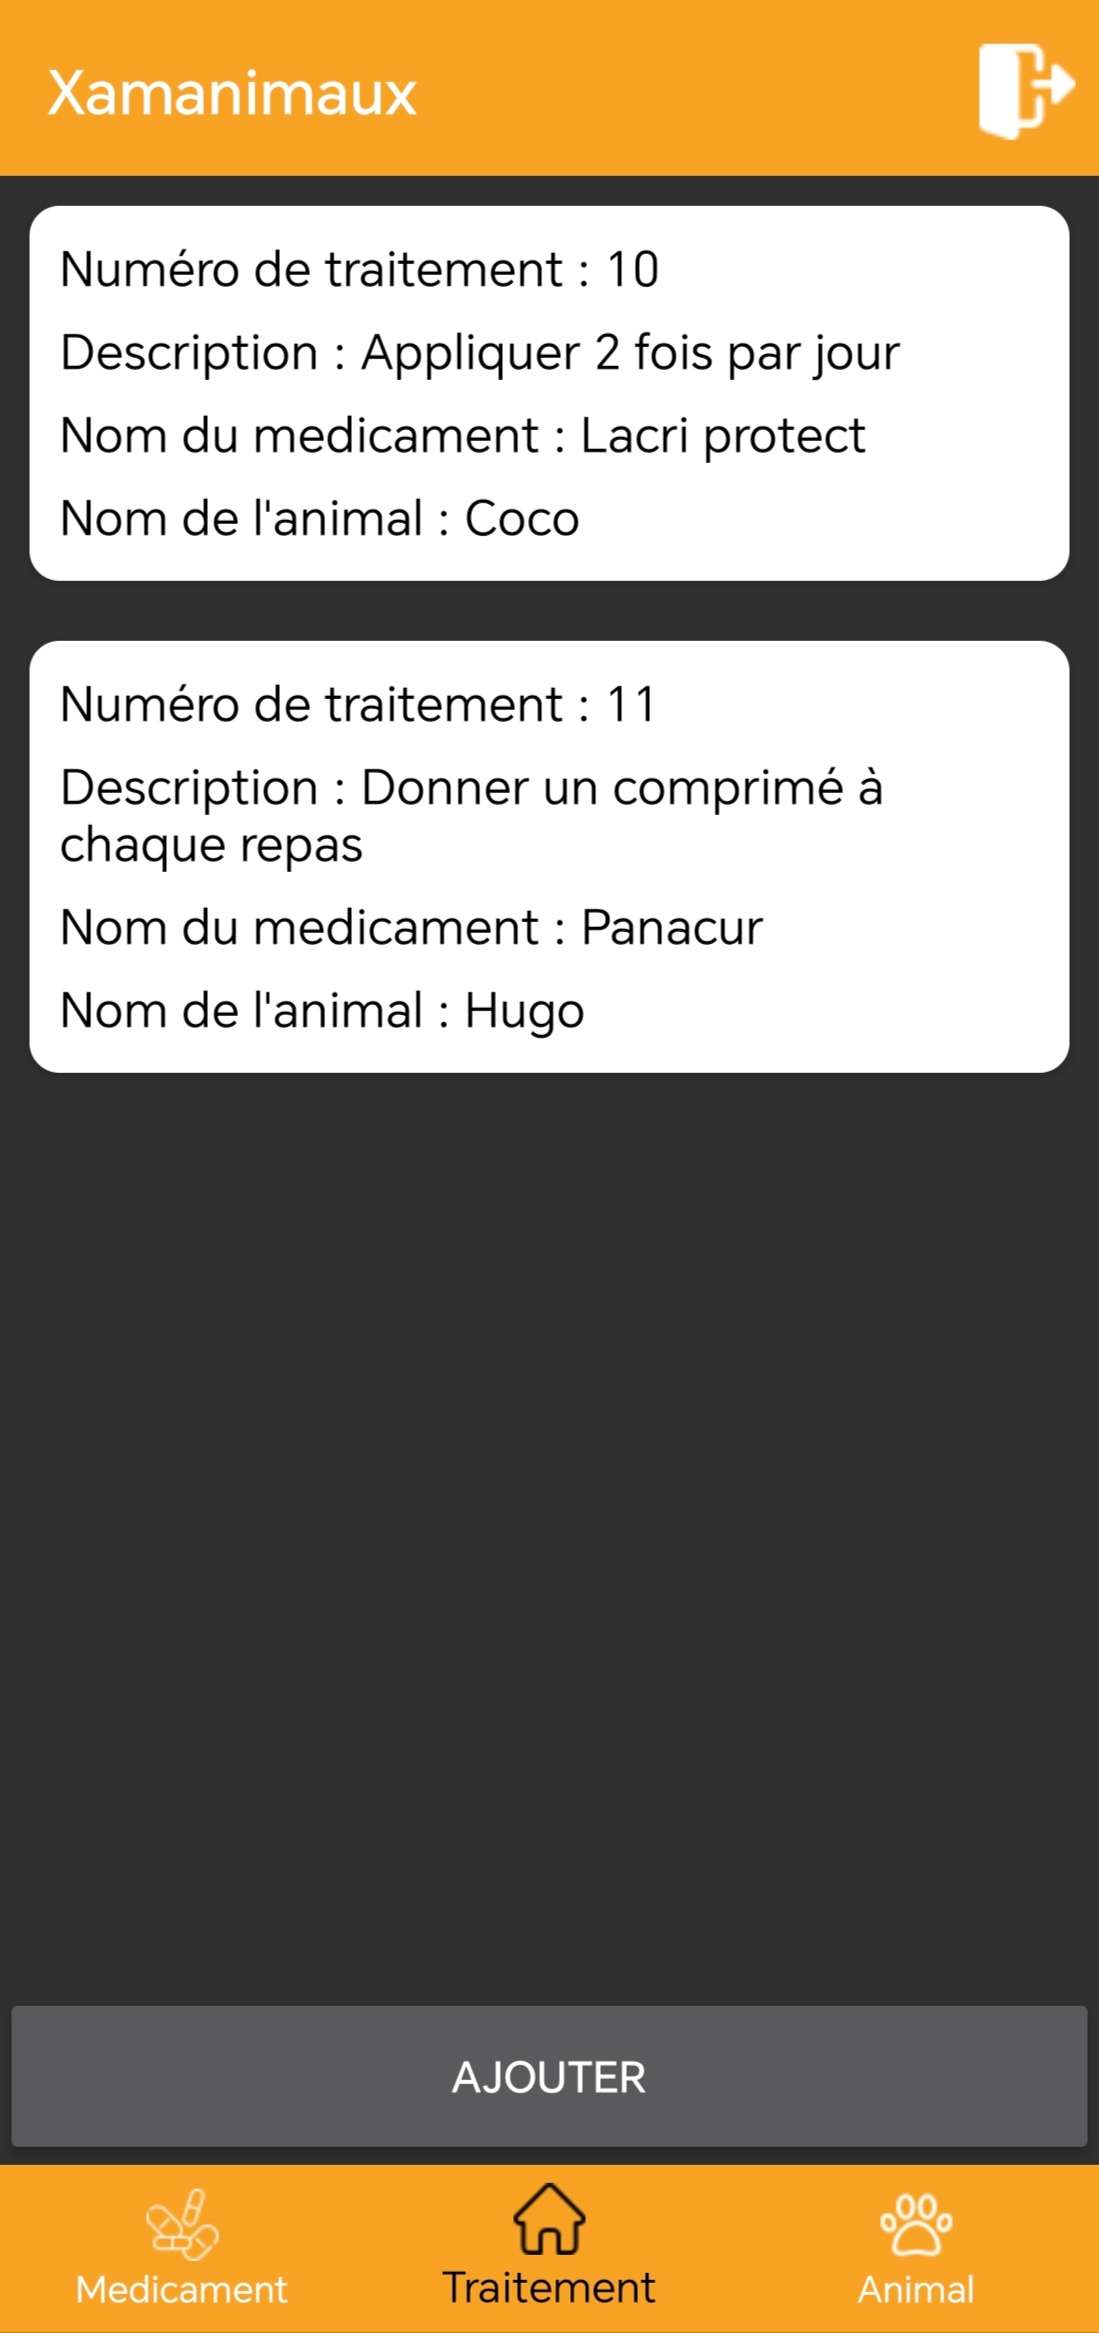 Xamanimaux
Numéro de traitement : 10
Description : Appliquer 2 fois par jour
Nom du medicament : Lacri protect
Nom de l'animal : Coco
Numéro de traitement : 11
Description : Donner un comprimé à
chaque repas
Nom du medicament : Panacur
Nom de l'animal : Hugo
AJOUTER
Medicament
Traitement
Animal